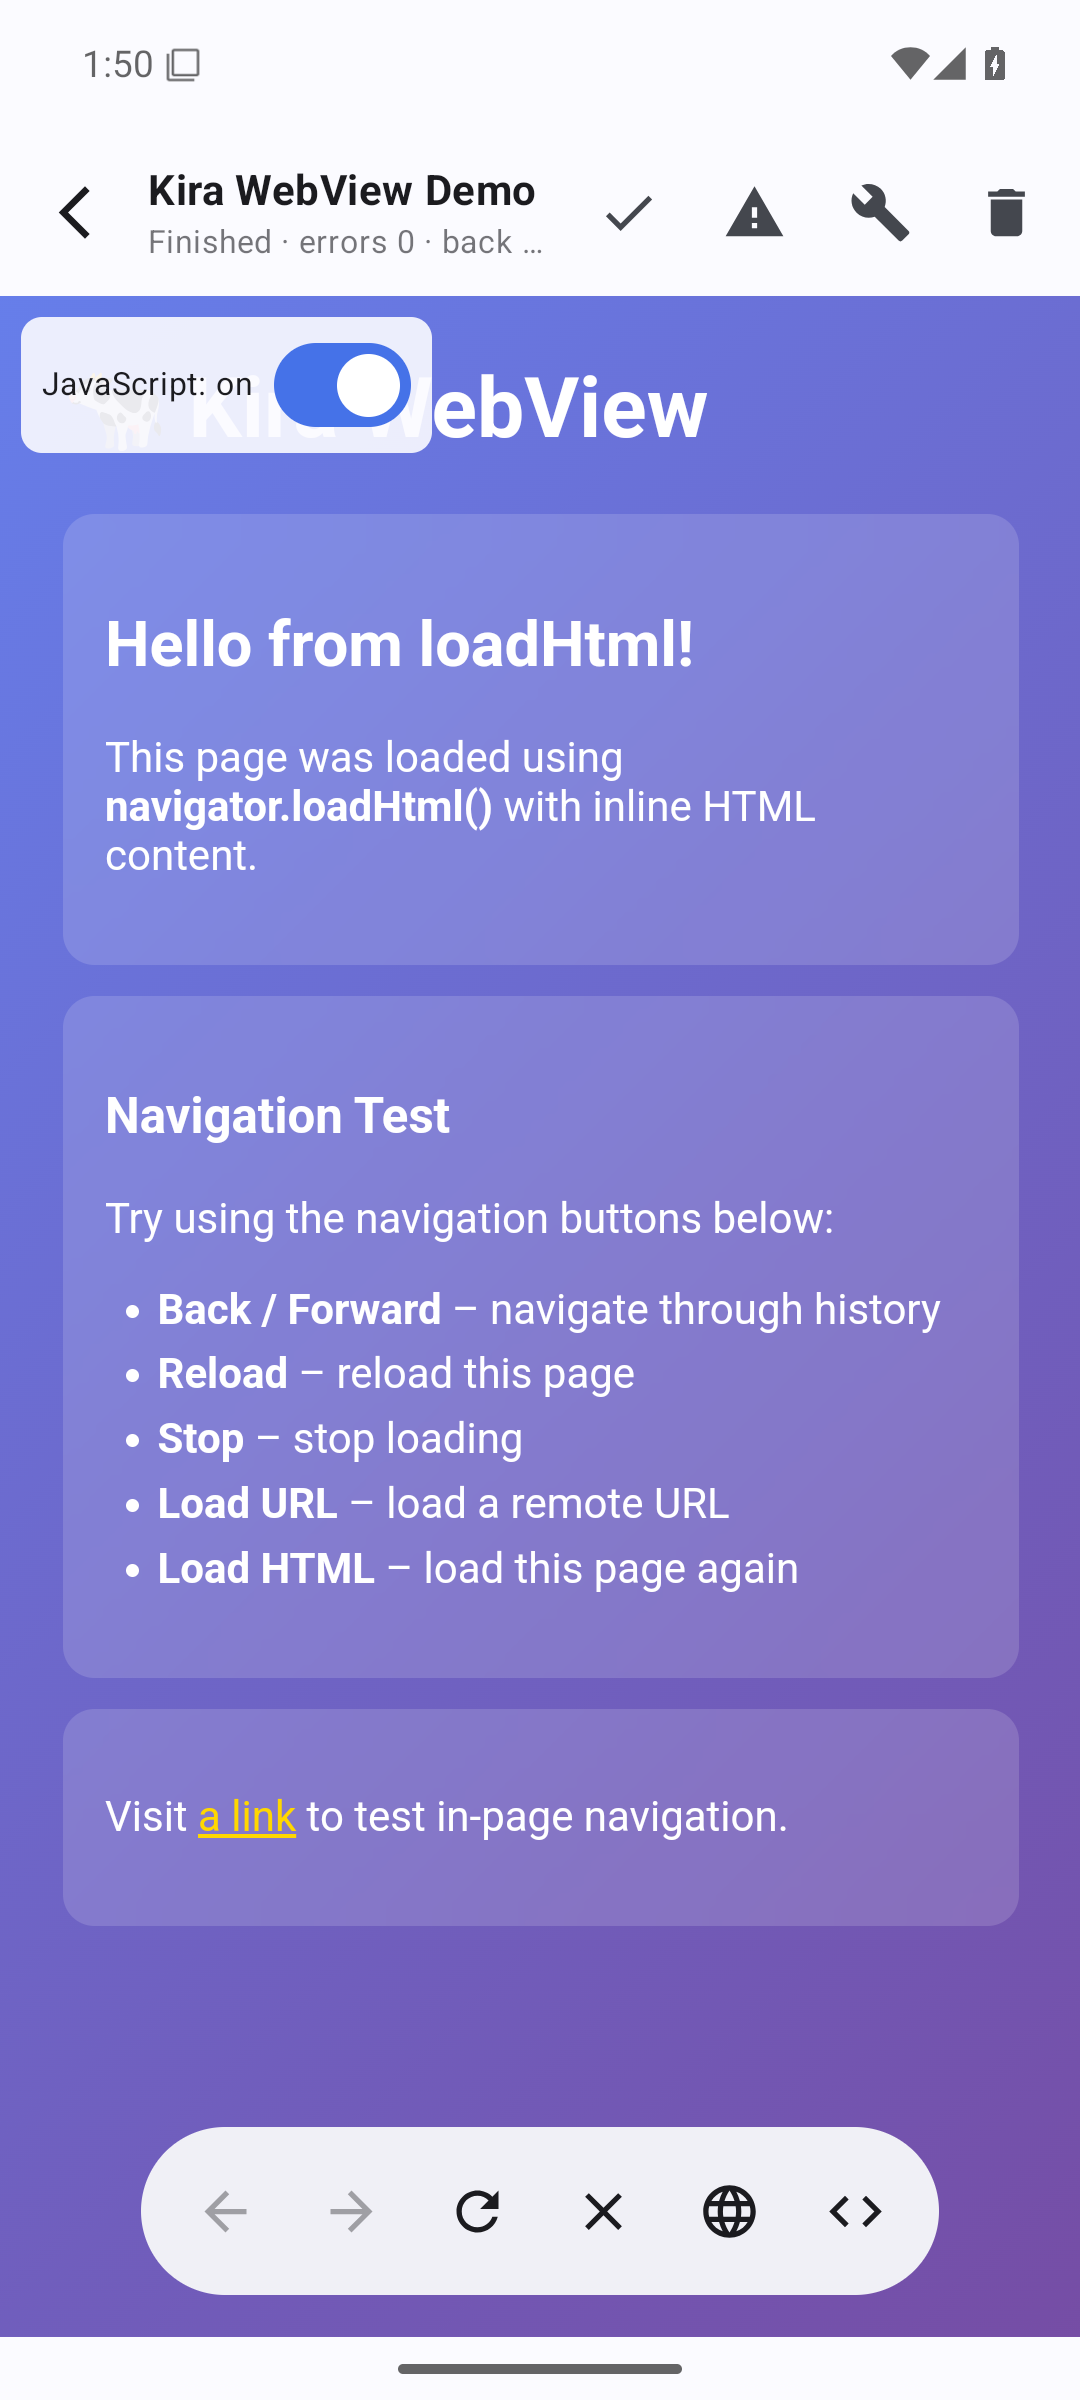 1:50
Kira WebView Demo
Finished · errors 0 · back ...
JavaScript: on
Kira WebView
Hello from loadHtml!
This page was loaded using
navigator.loadHtml() with inline HTML
content.
Navigation Test
Try using the navigation buttons below:
• Back / Forward – navigate through history
• Reload – reload this page
• Stop – stop loading
• Load URL – load a remote URL
• Load HTML – load this page again
Visit a link to test in-page navigation.